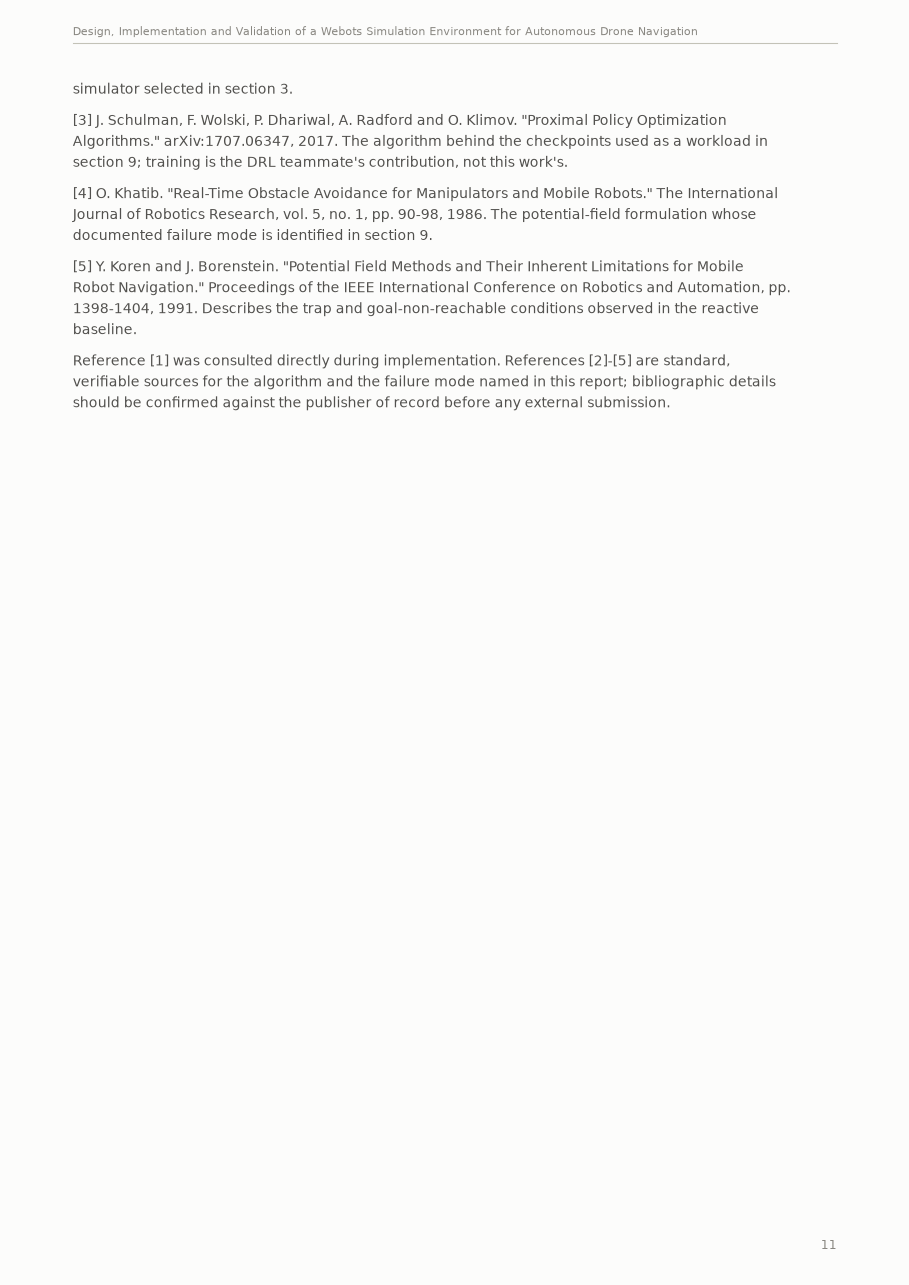 Design, Implementation and Validation of a Webots Simulation Environment for Autonomous Drone Navigation
simulator selected in section 3.
[3] J. Schulman, F. Wolski, P. Dhariwal, A. Radford and O. Klimov. "Proximal Policy Optimization
Algorithms." arXiv:1707.06347, 2017. The algorithm behind the checkpoints used as a workload in
section 9; training is the DRL teammate's contribution, not this work's.
[4] O. Khatib. "Real-Time Obstacle Avoidance for Manipulators and Mobile Robots." The International
Journal of Robotics Research, vol. 5, no. 1, pp. 90-98, 1986. The potential-field formulation whose
documented failure mode is identified in section 9.
[5] Y. Koren and J. Borenstein. "Potential Field Methods and Their Inherent Limitations for Mobile
Robot Navigation." Proceedings of the IEEE International Conference on Robotics and Automation, pp.
1398-1404, 1991. Describes the trap and goal-non-reachable conditions observed in the reactive
baseline.
Reference [1] was consulted directly during implementation. References [2]-[5] are standard,
verifiable sources for the algorithm and the failure mode named in this report; bibliographic details
should be confirmed against the publisher of record before any external submission.
11